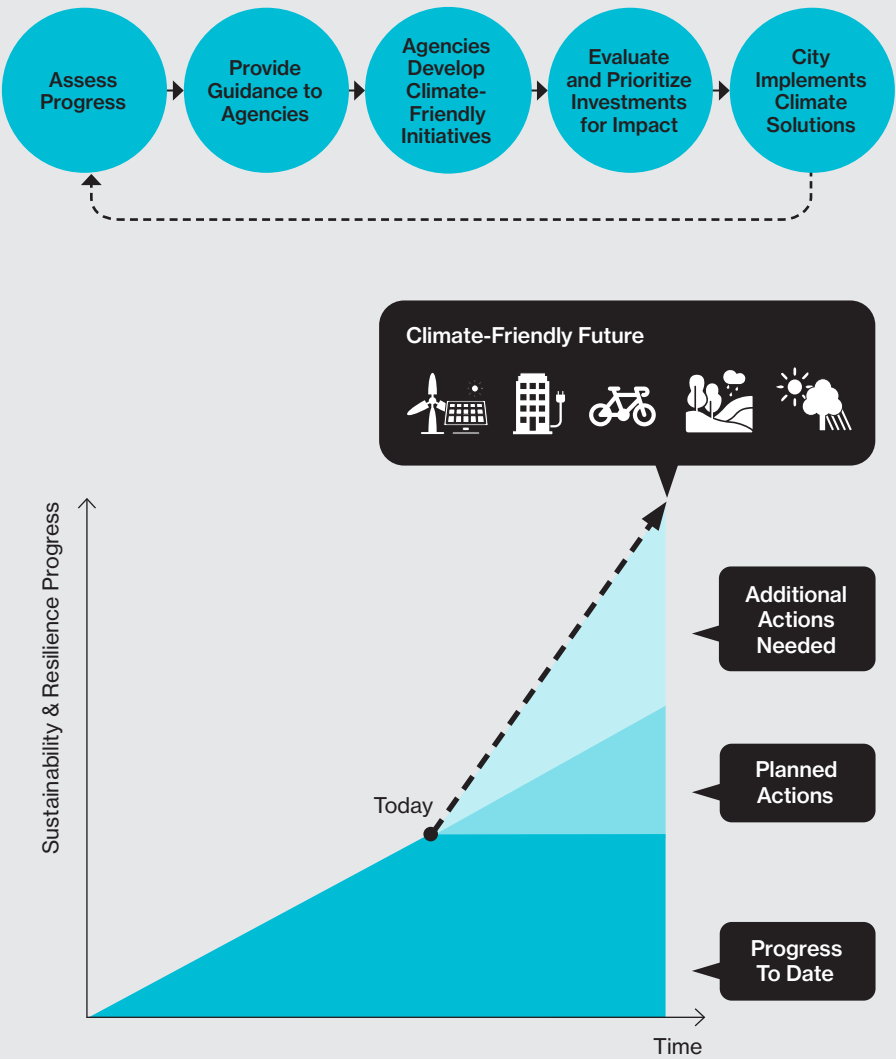 Assess
Progress
Provide
Guidance to
Agencies
Agencies
Develop
Climate-
Friendly
Initiatives
Evaluate
and Prioritize
Investments
for Impact
City
Implements
Climate
Solutions
Climate-Friendly Future
Sustainability & Resilience Progress
Additional
Actions
Needed
Planned
Actions
Today
Progress
To Date
Time